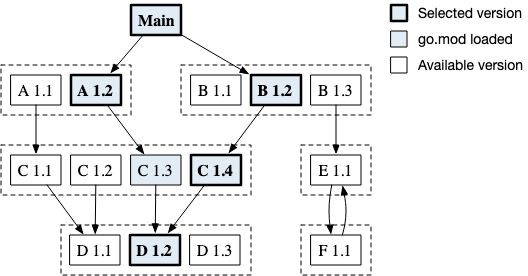 Main
Selected version
go.mod loaded
Available version
A 1.1 A 1.2 B 1.1 B 1.2 B 1.3
C 1.1 C 1.2 C 1.3 C 1.4 E 1.1
D 1.1 D 1.2 D 1.3 F 1.1